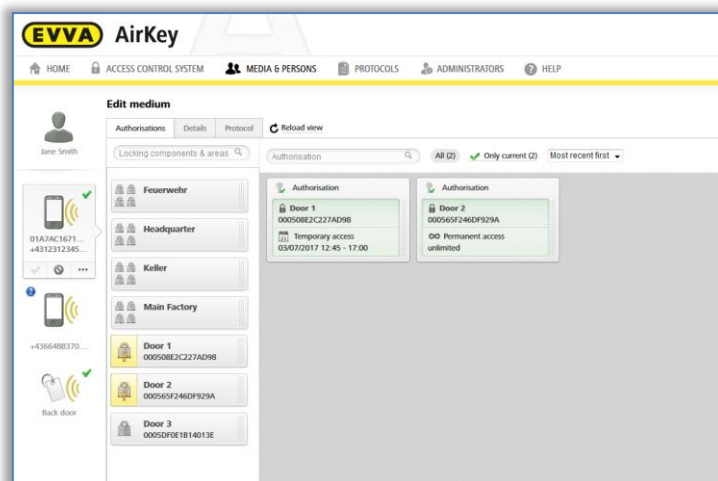 EVVA AirKey
HOME ACCESS CONTROL SYSTEM MEDIA & PERSONS PROTOCOLS ADMINISTRATORS HELP
Jane Smith
01A7AC1671...
+4312312345...
+4366488370...
Back door
Edit medium
Authorisations Details Protocol Reload view
Locking components & areas
Feuerwehr
Headquarter
Keller
Main Factory
Door 1
000508E2C227AD98
Door 2
000565F246DF929A
Door 3
0005DF0E1B14013E
Authorisation All (2) Only current (2) Most recent first
Authorisation
Door 1
000508E2C227AD98
Temporary access
03/07/2017 12:45 - 17:00
Authorisation
Door 2
000565F246DF929A
Permanent access
unlimited